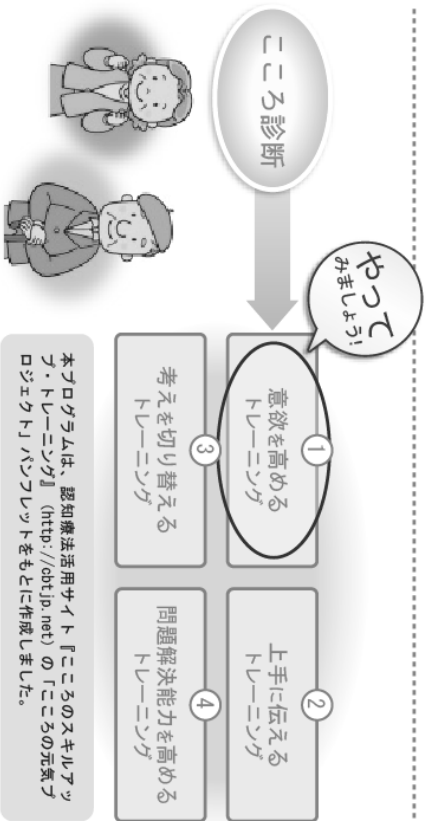 こころ診断
やって
みましょう!
①
意欲を高める
トレーニング
②
上手に伝える
トレーニング
③
考えを切り替える
トレーニング
④
問題解決能力を高める
トレーニング
本プログラムは、認知療法活用サイト『こころのスキルアッ
プ・トレーニング』(http://cbtjp.net)の「こころの元気プ
ロジェクト」パンフレットをもとに作成しました。